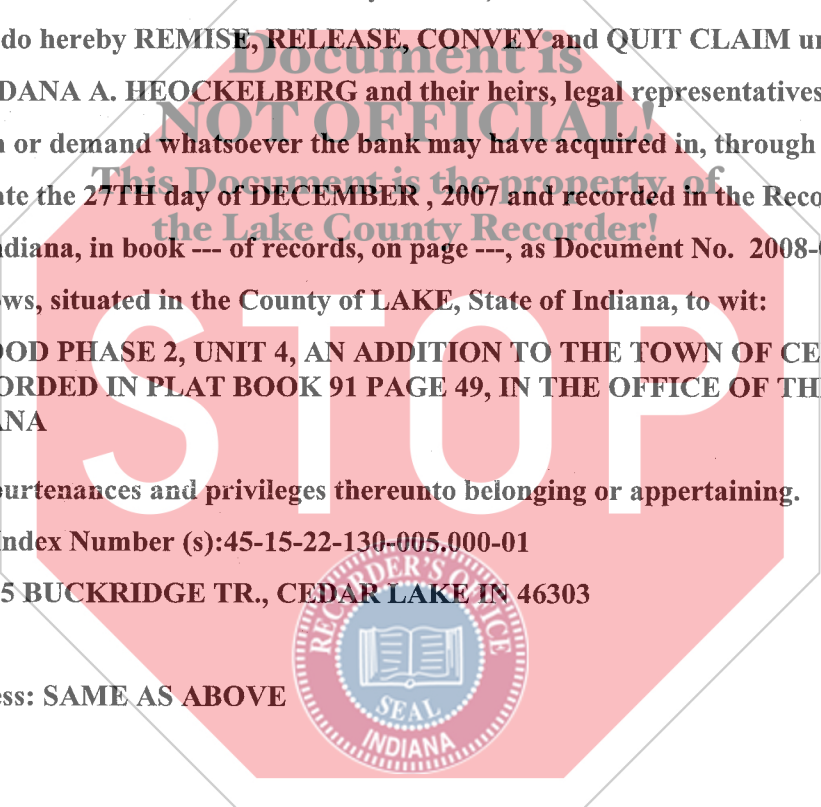 do hereby REMISE, RELEASE, CONVEY and QUIT CLAIM
Document is
DANA A. HEOCKELBERG and their heirs, legal representatives
NOT OFFICIAL!
or demand whatsoever the bank may have acquired in, through
This Document is the property of
the 27TH day of DECEMBER , 2007 and recorded in the Reco
the Lake County Recorder!
diana, in book --- of records, on page ---, as Document No. 2008-
ws, situated in the County of LAKE, State of Indiana, to wit:
OOD PHASE 2, UNIT 4, AN ADDITION TO THE TOWN OF CE
ORDED IN PLAT BOOK 91 PAGE 49, IN THE OFFICE OF TH
ANA
STOP
ourtenances and privileges thereunto belonging or appertaining.
Index Number (s):45-15-22-130-005.000-01
5 BUCKRIDGE TR., CEDAR LAKE IN 46303
RECORDER'S OFFICE
ess: SAME AS ABOVE
SEAL
INDIANA